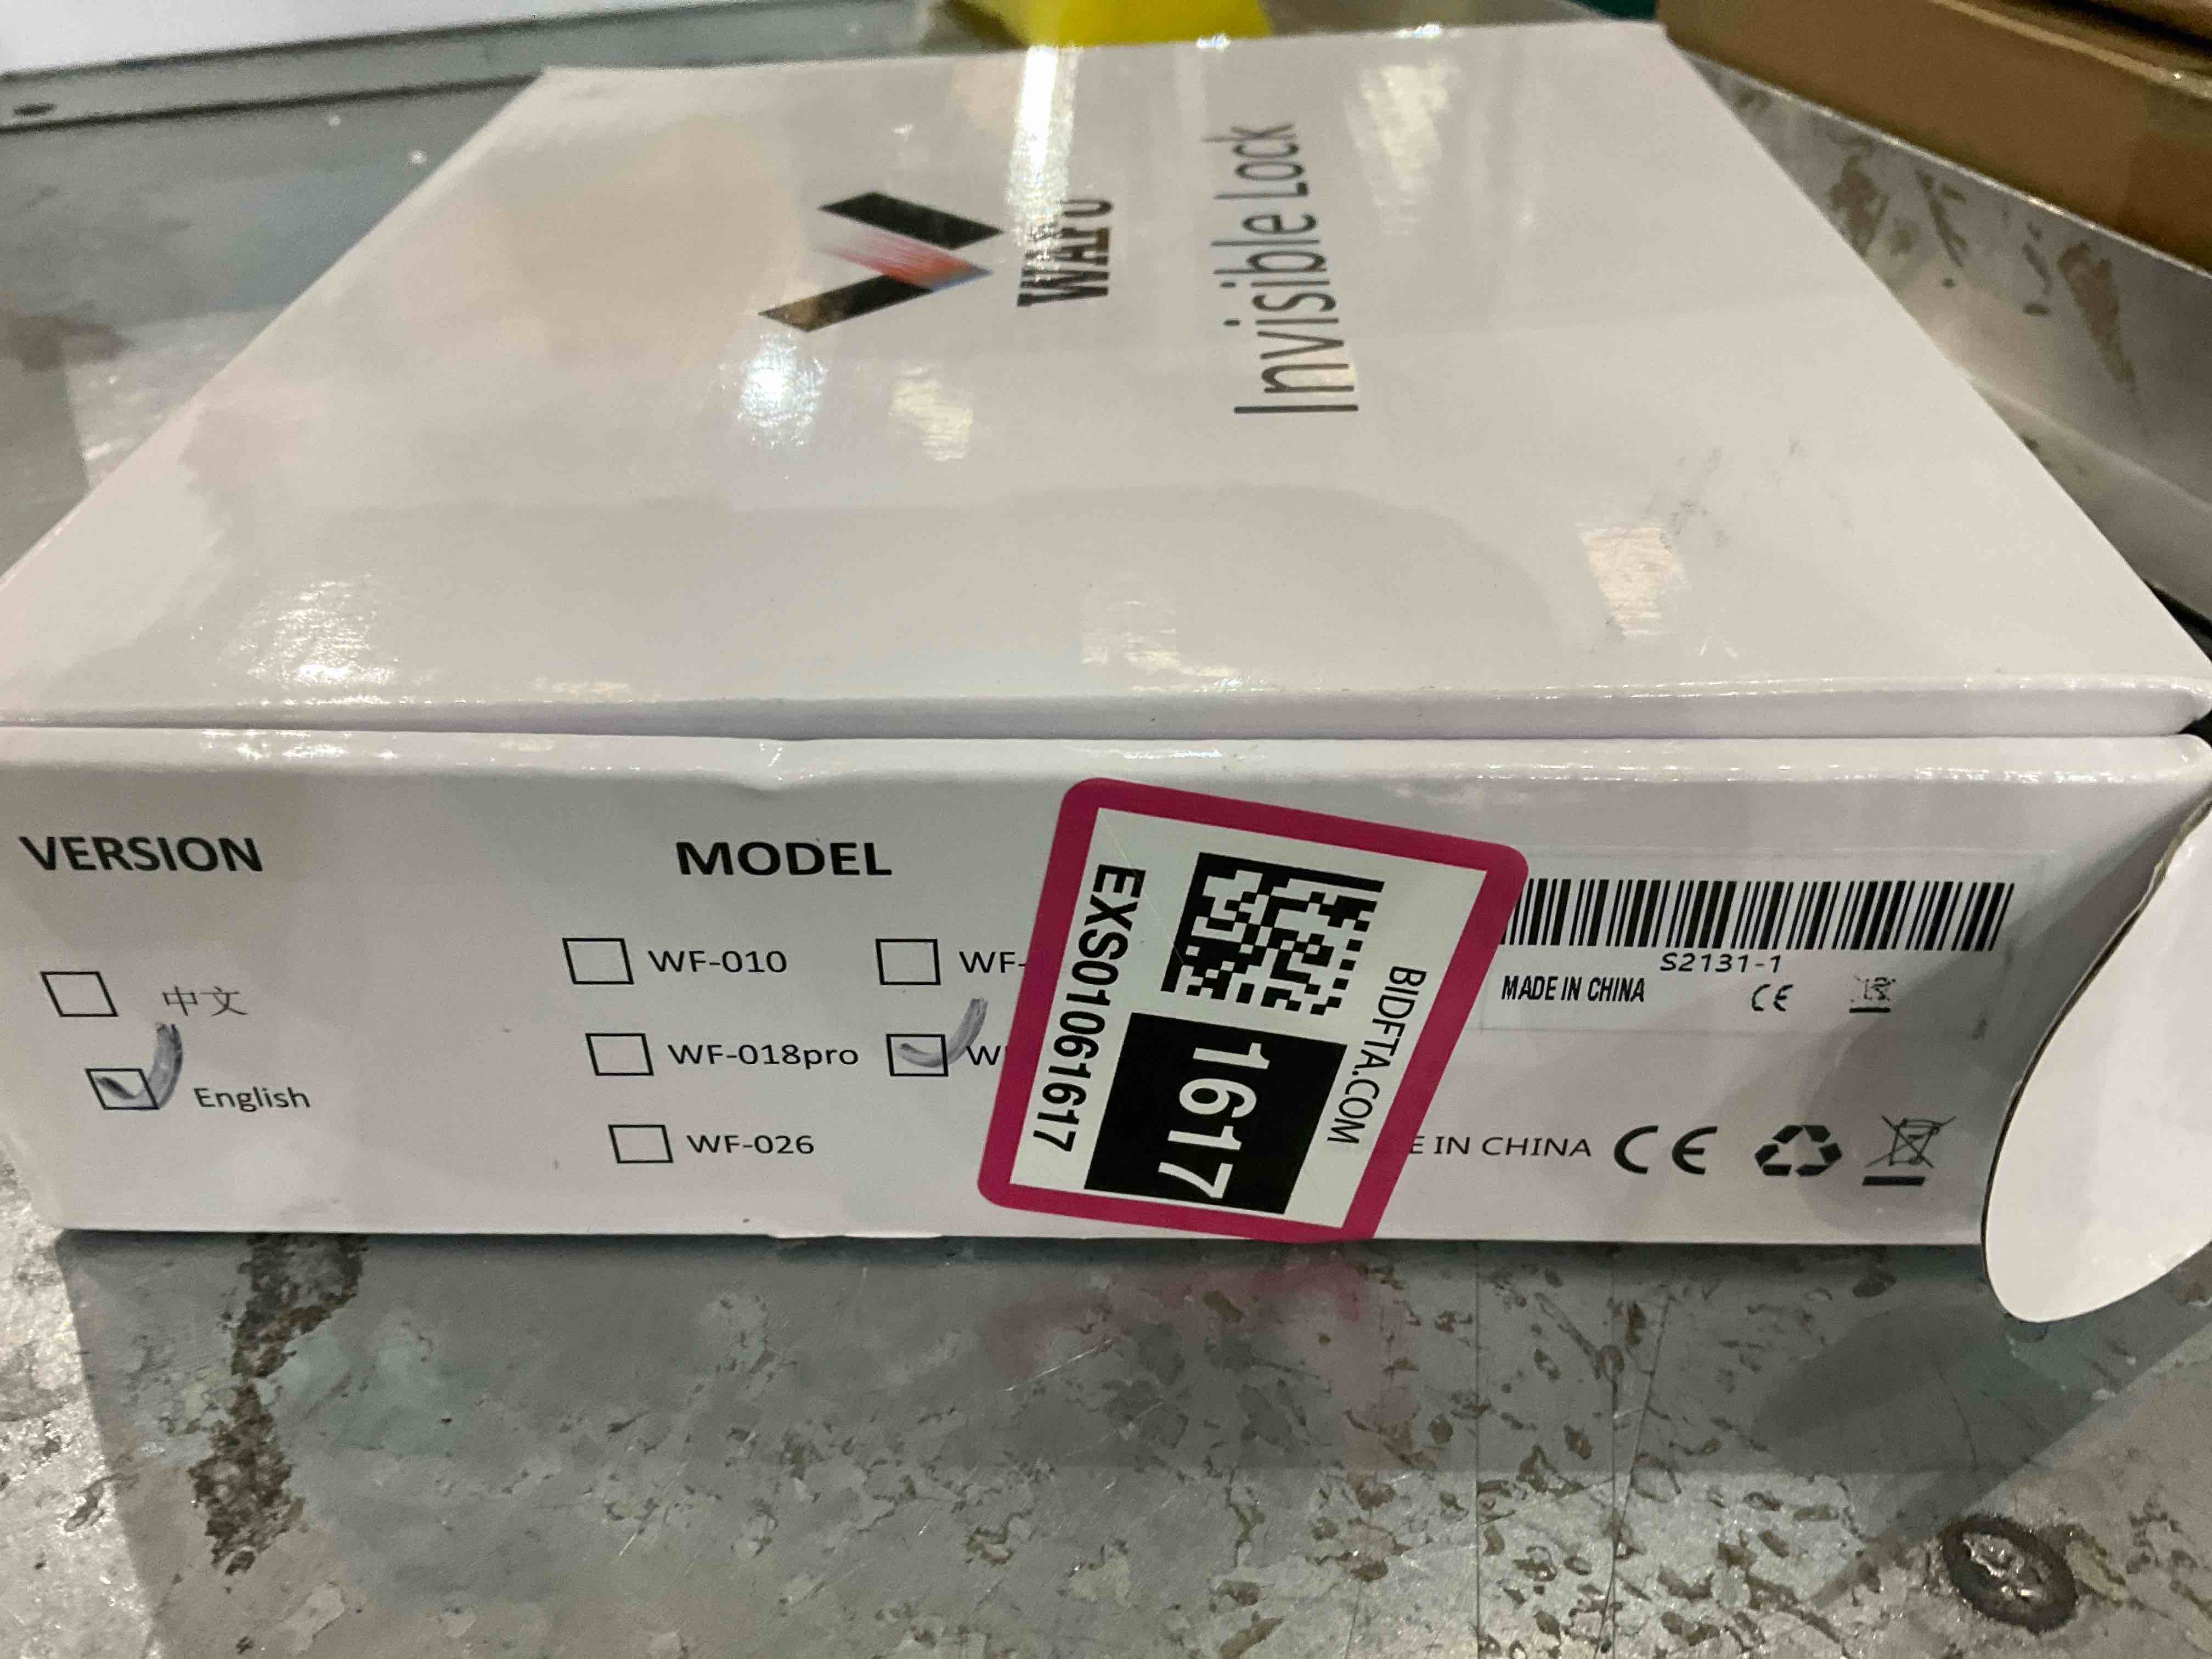 WAFU
Invisible Lock
VERSION
中文
English
MODEL
WF-010
WF-
WF-018pro
W
WF-026
EXS01061617
1617
BIDFTA.COM
S2131-1
MADE IN CHINA
CE
E IN CHINA
CE